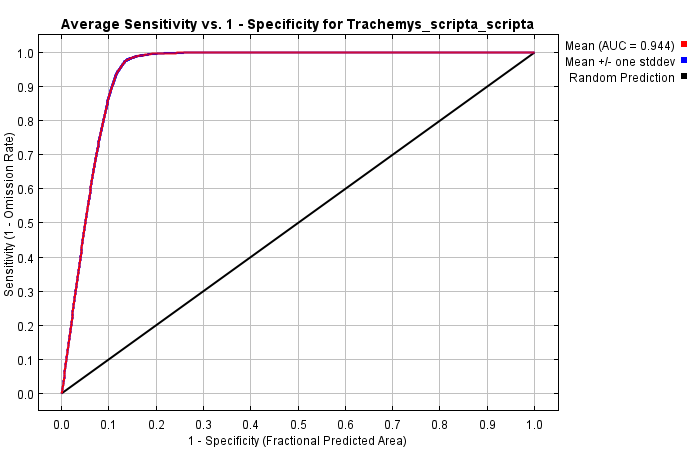 Average Sensitivity vs. 1 - Specificity for Trachemys_scripta_scripta
Mean (AUC = 0.944)
Mean +/- one stddev
Random Prediction
Sensitivity (1 - Omission Rate)
1.0
0.9
0.8
0.7
0.6
0.5
0.4
0.3
0.2
0.1
0.0
0.0 0.1 0.2 0.3 0.4 0.5 0.6 0.7 0.8 0.9 1.0
1 - Specificity (Fractional Predicted Area)